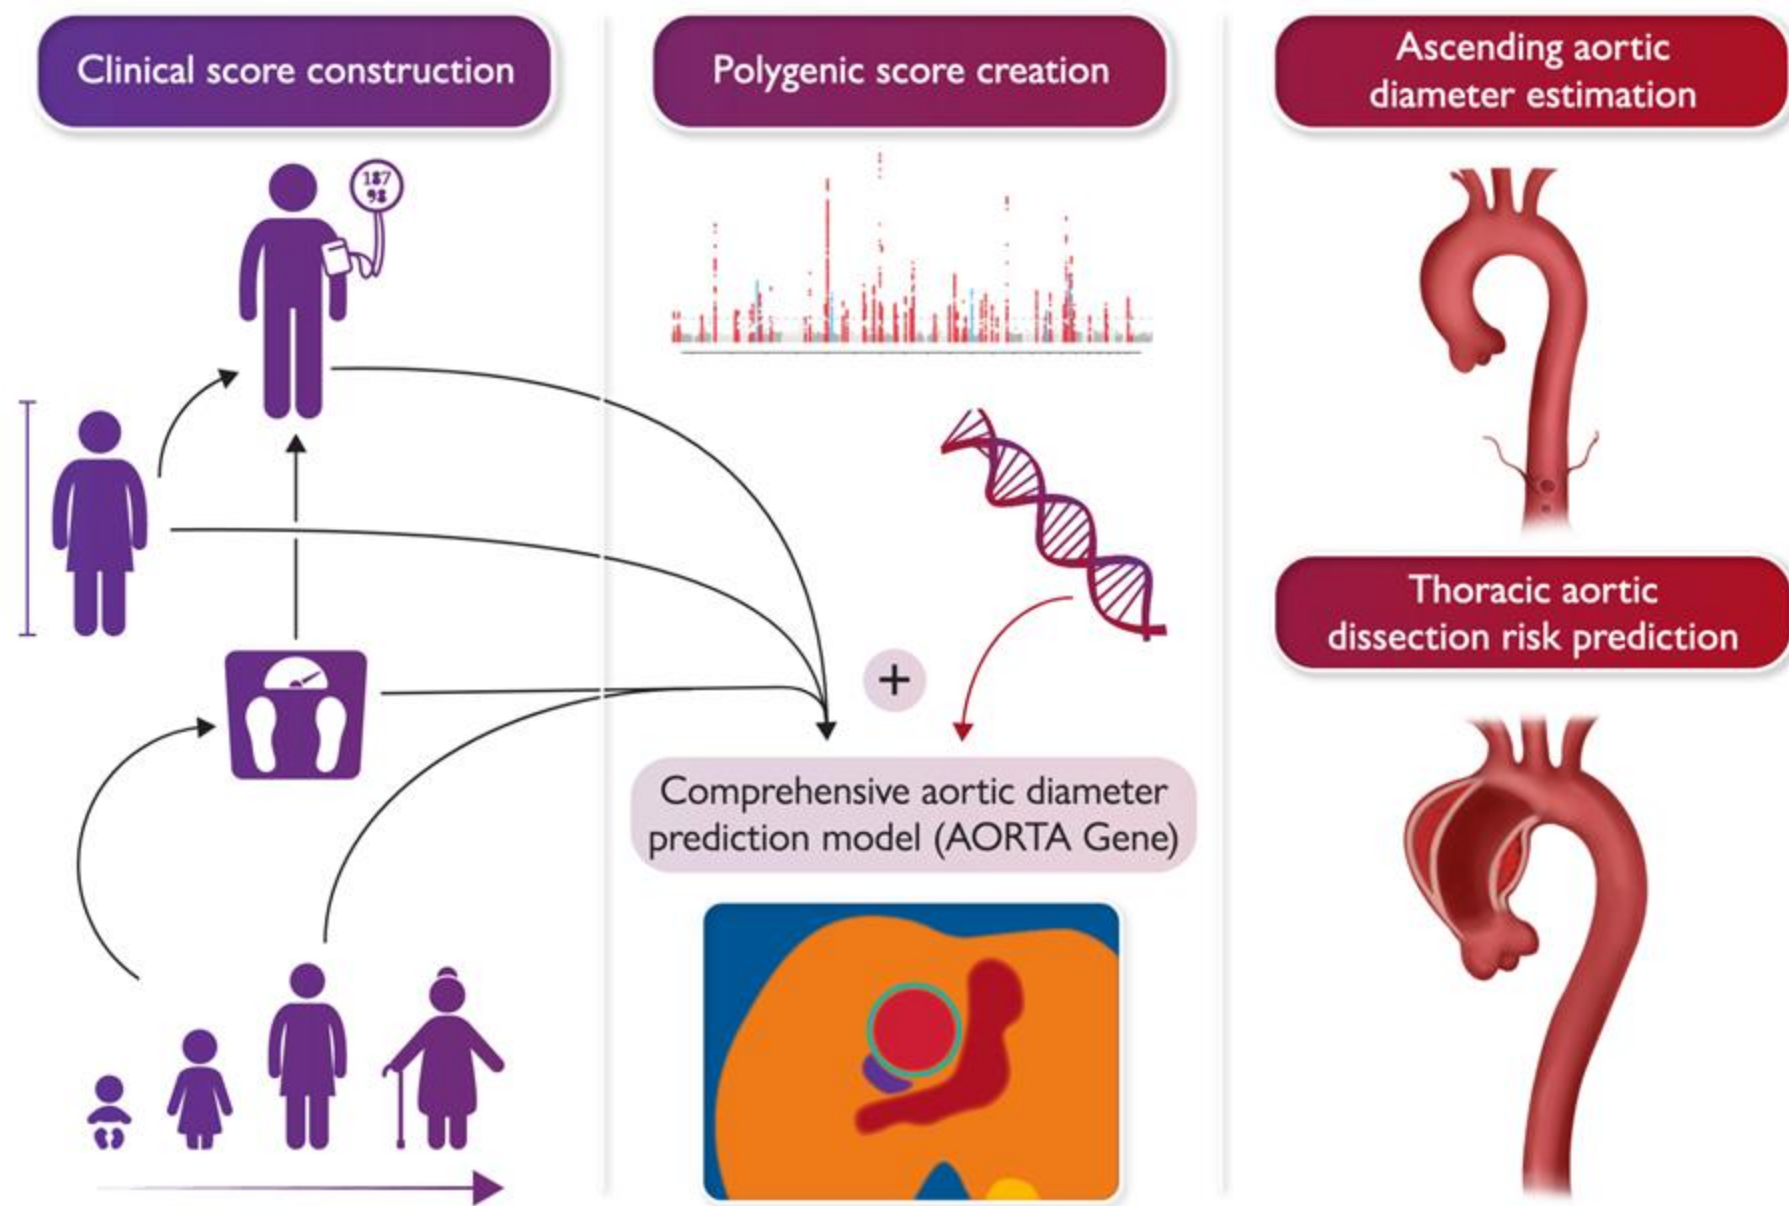 Clinical score construction
187
98
Polygenic score creation
+
Comprehensive aortic diameter
prediction model (AORTA Gene)
Ascending aortic
diameter estimation
Thoracic aortic
dissection risk prediction